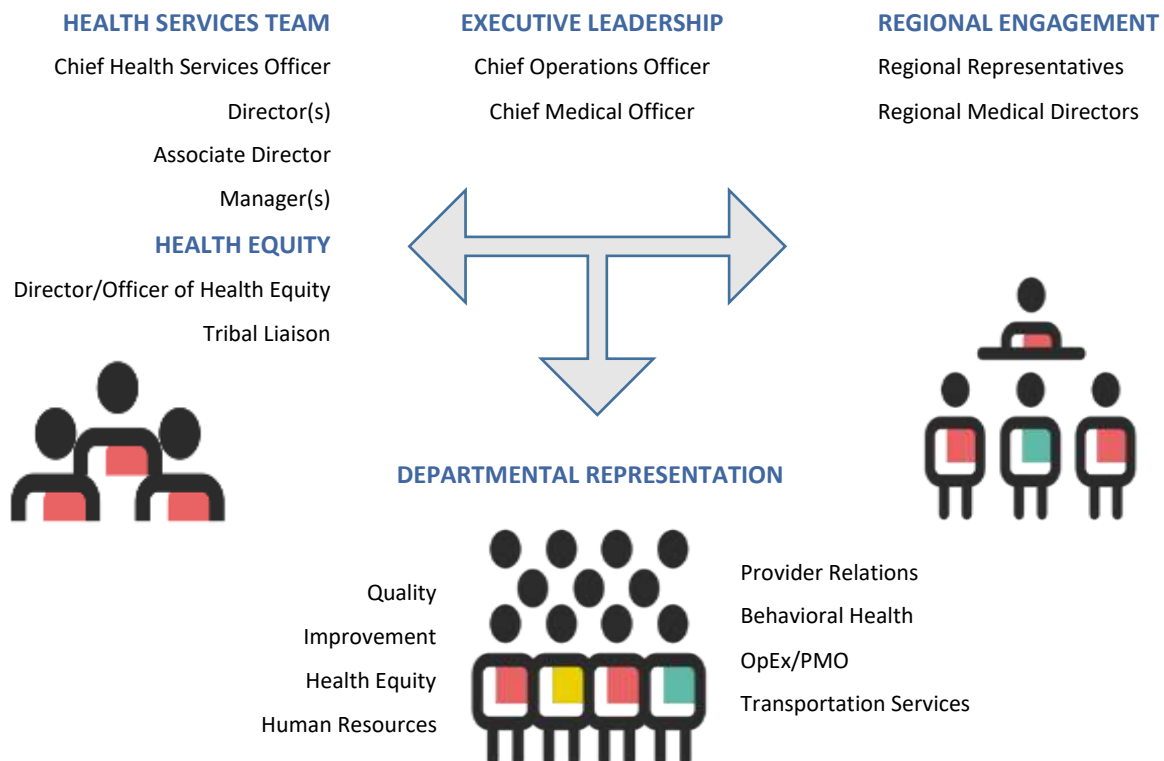 HEALTH SERVICES TEAM
Chief Health Services Officer
Director(s)
Associate Director
Manager(s)
HEALTH EQUITY
Director/Officer of Health Equity
Tribal Liaison
EXECUTIVE LEADERSHIP
Chief Operations Officer
Chief Medical Officer
REGIONAL ENGAGEMENT
Regional Representatives
Regional Medical Directors
DEPARTMENTAL REPRESENTATION
Quality
Improvement
Health Equity
Human Resources
Provider Relations
Behavioral Health
OpEx/PMO
Transportation Services